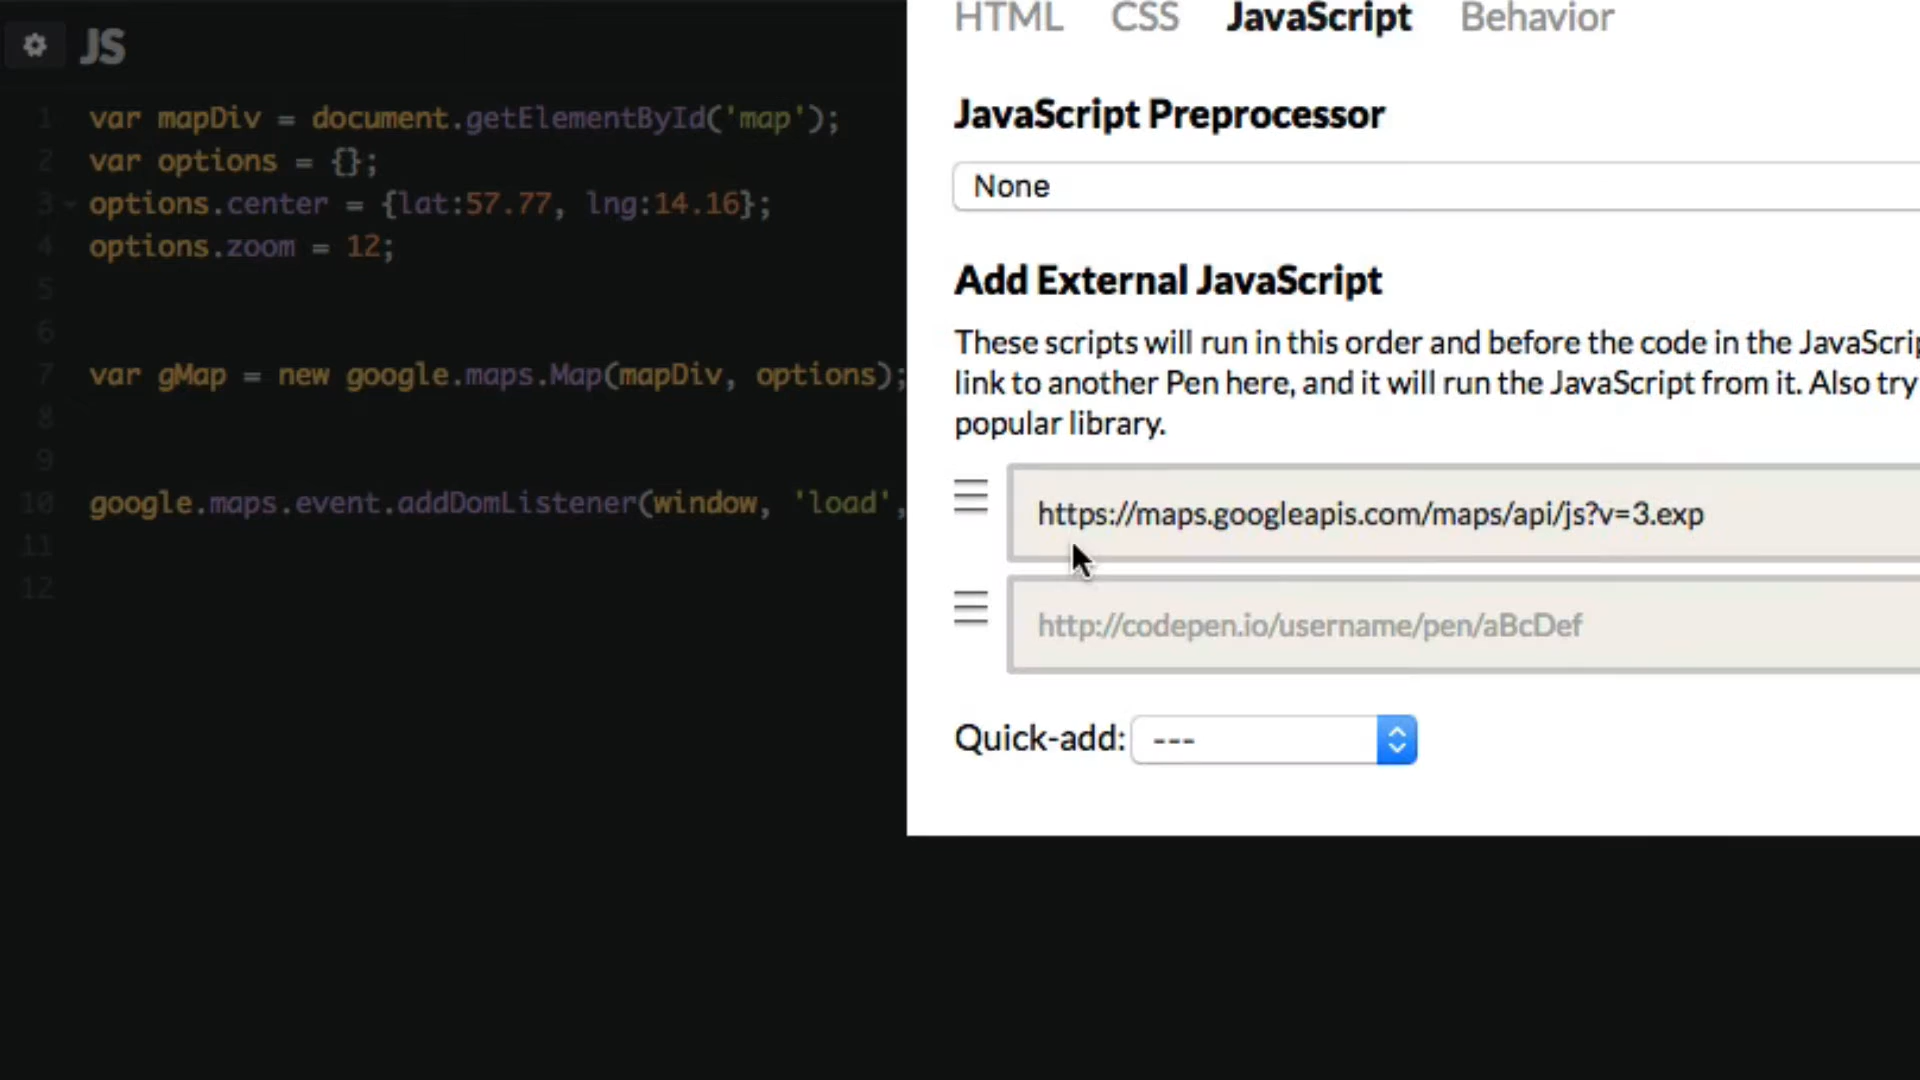 JS
1 var mapDiv = document.getElementById('map');
2 var options = {};
3 options.center = {lat:57.77, lng:14.16};
4 options.zoom = 12;
5
6
7 var gMap = new google.maps.Map(mapDiv, options);
8
9
10 google.maps.event.addDomListener(window, 'load',
11
12
HTML CSS JavaScript Behavior
JavaScript Preprocessor
None
Add External JavaScript
These scripts will run in this order and before the code in the JavaScrip
link to another Pen here, and it will run the JavaScript from it. Also try
popular library.
https://maps.googleapis.com/maps/api/js?v=3.exp
http://codepen.io/username/pen/aBcDef
Quick-add: ---